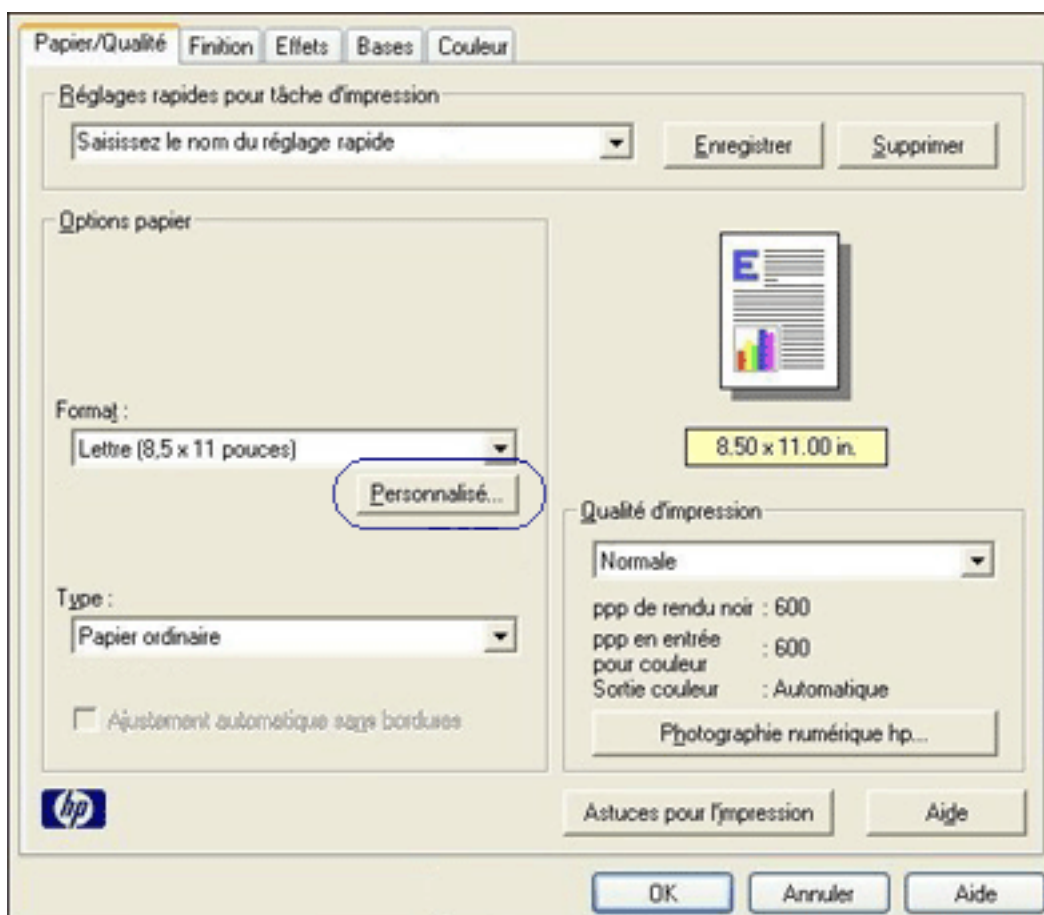 Papier/Qualité Finition Effets Bases Couleur
Réglages rapides pour tâche d'impression
Saisissez le nom du réglage rapide Enregistrer Supprimer
Options papier
E
Format :
Lettre (8,5 x 11 pouces)
8.50 x 11.00 in.
Personnalisé...
Qualité d'impression
Normale
Type :
Papier ordinaire
ppp de rendu noir : 600
ppp en entrée
pour couleur : 600
Sortie couleur : Automatique
Ajustement automatique sans bordures
Photographie numérique hp...
hp
Astuces pour l'impression Aide
OK Annuler Aide